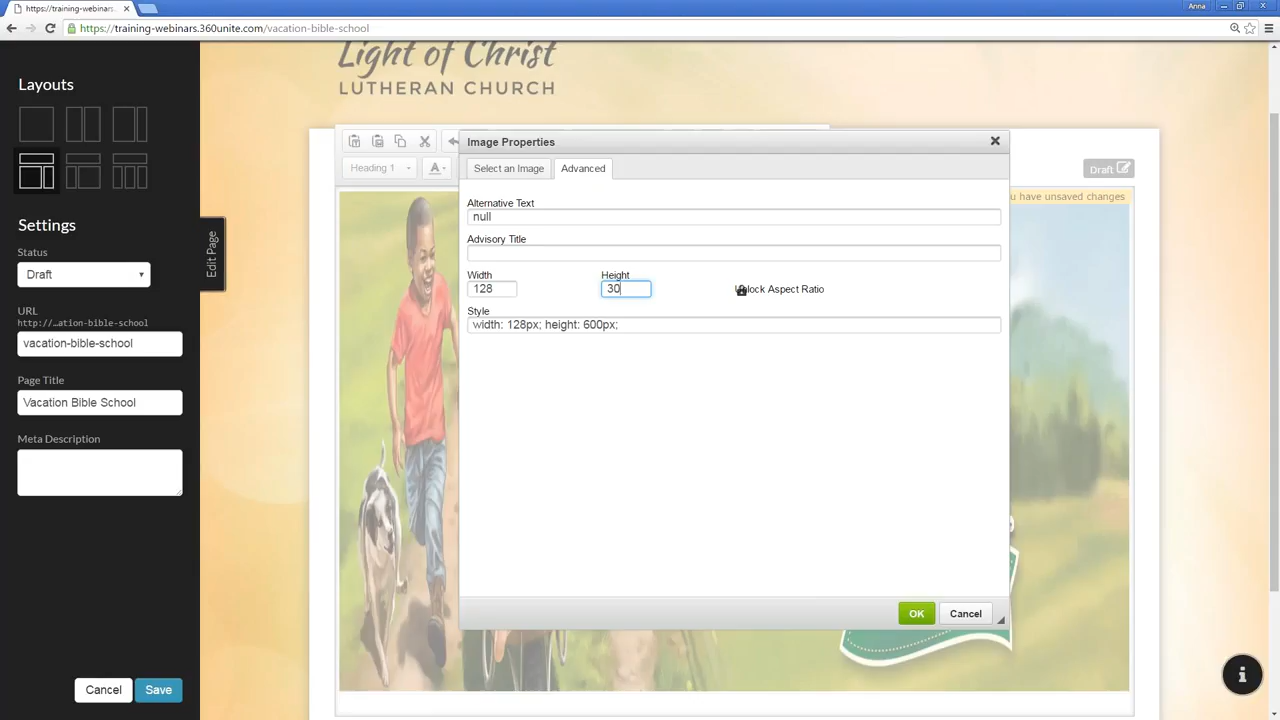 https://training-webinars ×
Anna
https://training-webinars.360unite.com/vacation-bible-school
Light of Christ
LUTHERAN CHURCH
Layouts
Settings
Status
Draft
URL
http://...ation-bible-school
vacation-bible-school
Page Title
Vacation Bible School
Meta Description
Cancel
Save
Edit Page
Heading 1
A
Draft
u have unsaved changes
Image Properties
Select an Image
Advanced
Alternative Text
null
Advisory Title
Width
128
Height
30
Unlock Aspect Ratio
Style
width: 128px; height: 600px;
OK
Cancel
i